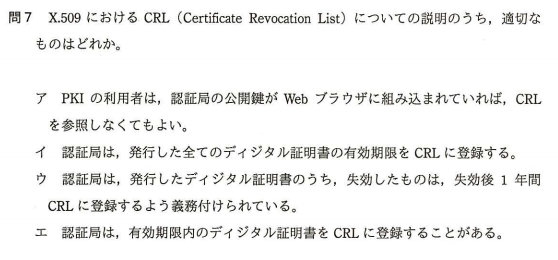 問7　X.509 における CRL（Certificate Revocation List）についての説明のうち，適切な
ものはどれか。
ア　PKI の利用者は，認証局の公開鍵が Web ブラウザに組み込まれていれば，CRL
を参照しなくてもよい。
イ　認証局は，発行した全てのディジタル証明書の有効期限を CRL に登録する。
ウ　認証局は，発行したディジタル証明書のうち，失効したものは，失効後 1 年間
CRL に登録するよう義務付けられている。
エ　認証局は，有効期限内のディジタル証明書を CRL に登録することがある。